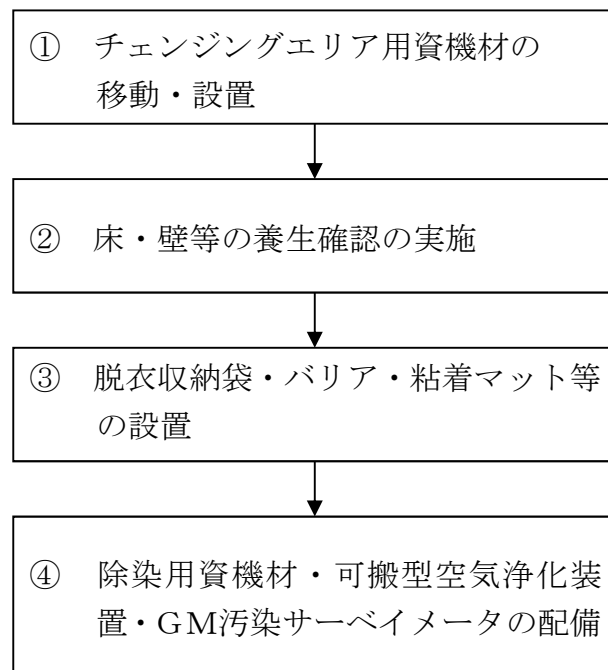 ① チェンジングエリア用資機材の
移動・設置
② 床・壁等の養生確認の実施
③ 脱衣収納袋・バリア・粘着マット等
の設置
④ 除染用資機材・可搬型空気浄化装
置・ＧＭ汚染サーベイメータの配備